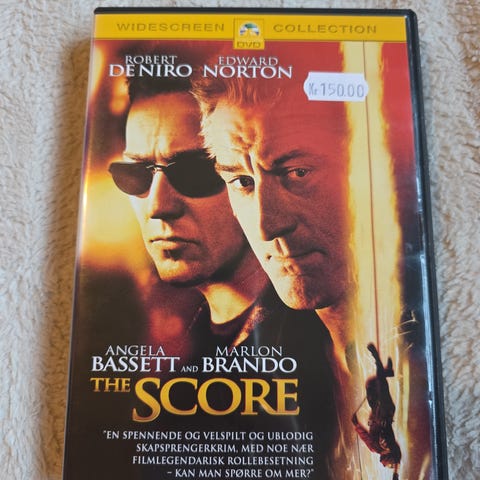 WIDESCREEN DVD COLLECTION
ROBERT EDWARD
DENIRO NORTON
Kr 150.00
ANGELA MARLON
BASSETT AND BRANDO
THE SCORE
"EN SPENNENDE OG VELSPILT OG UBLODIG
SKAPSPRENGERKRIM, MED NOE NÆR
FILMLEGENDARISK ROLLEBESETNING
– KAN MAN SPØRRE OM MER?"